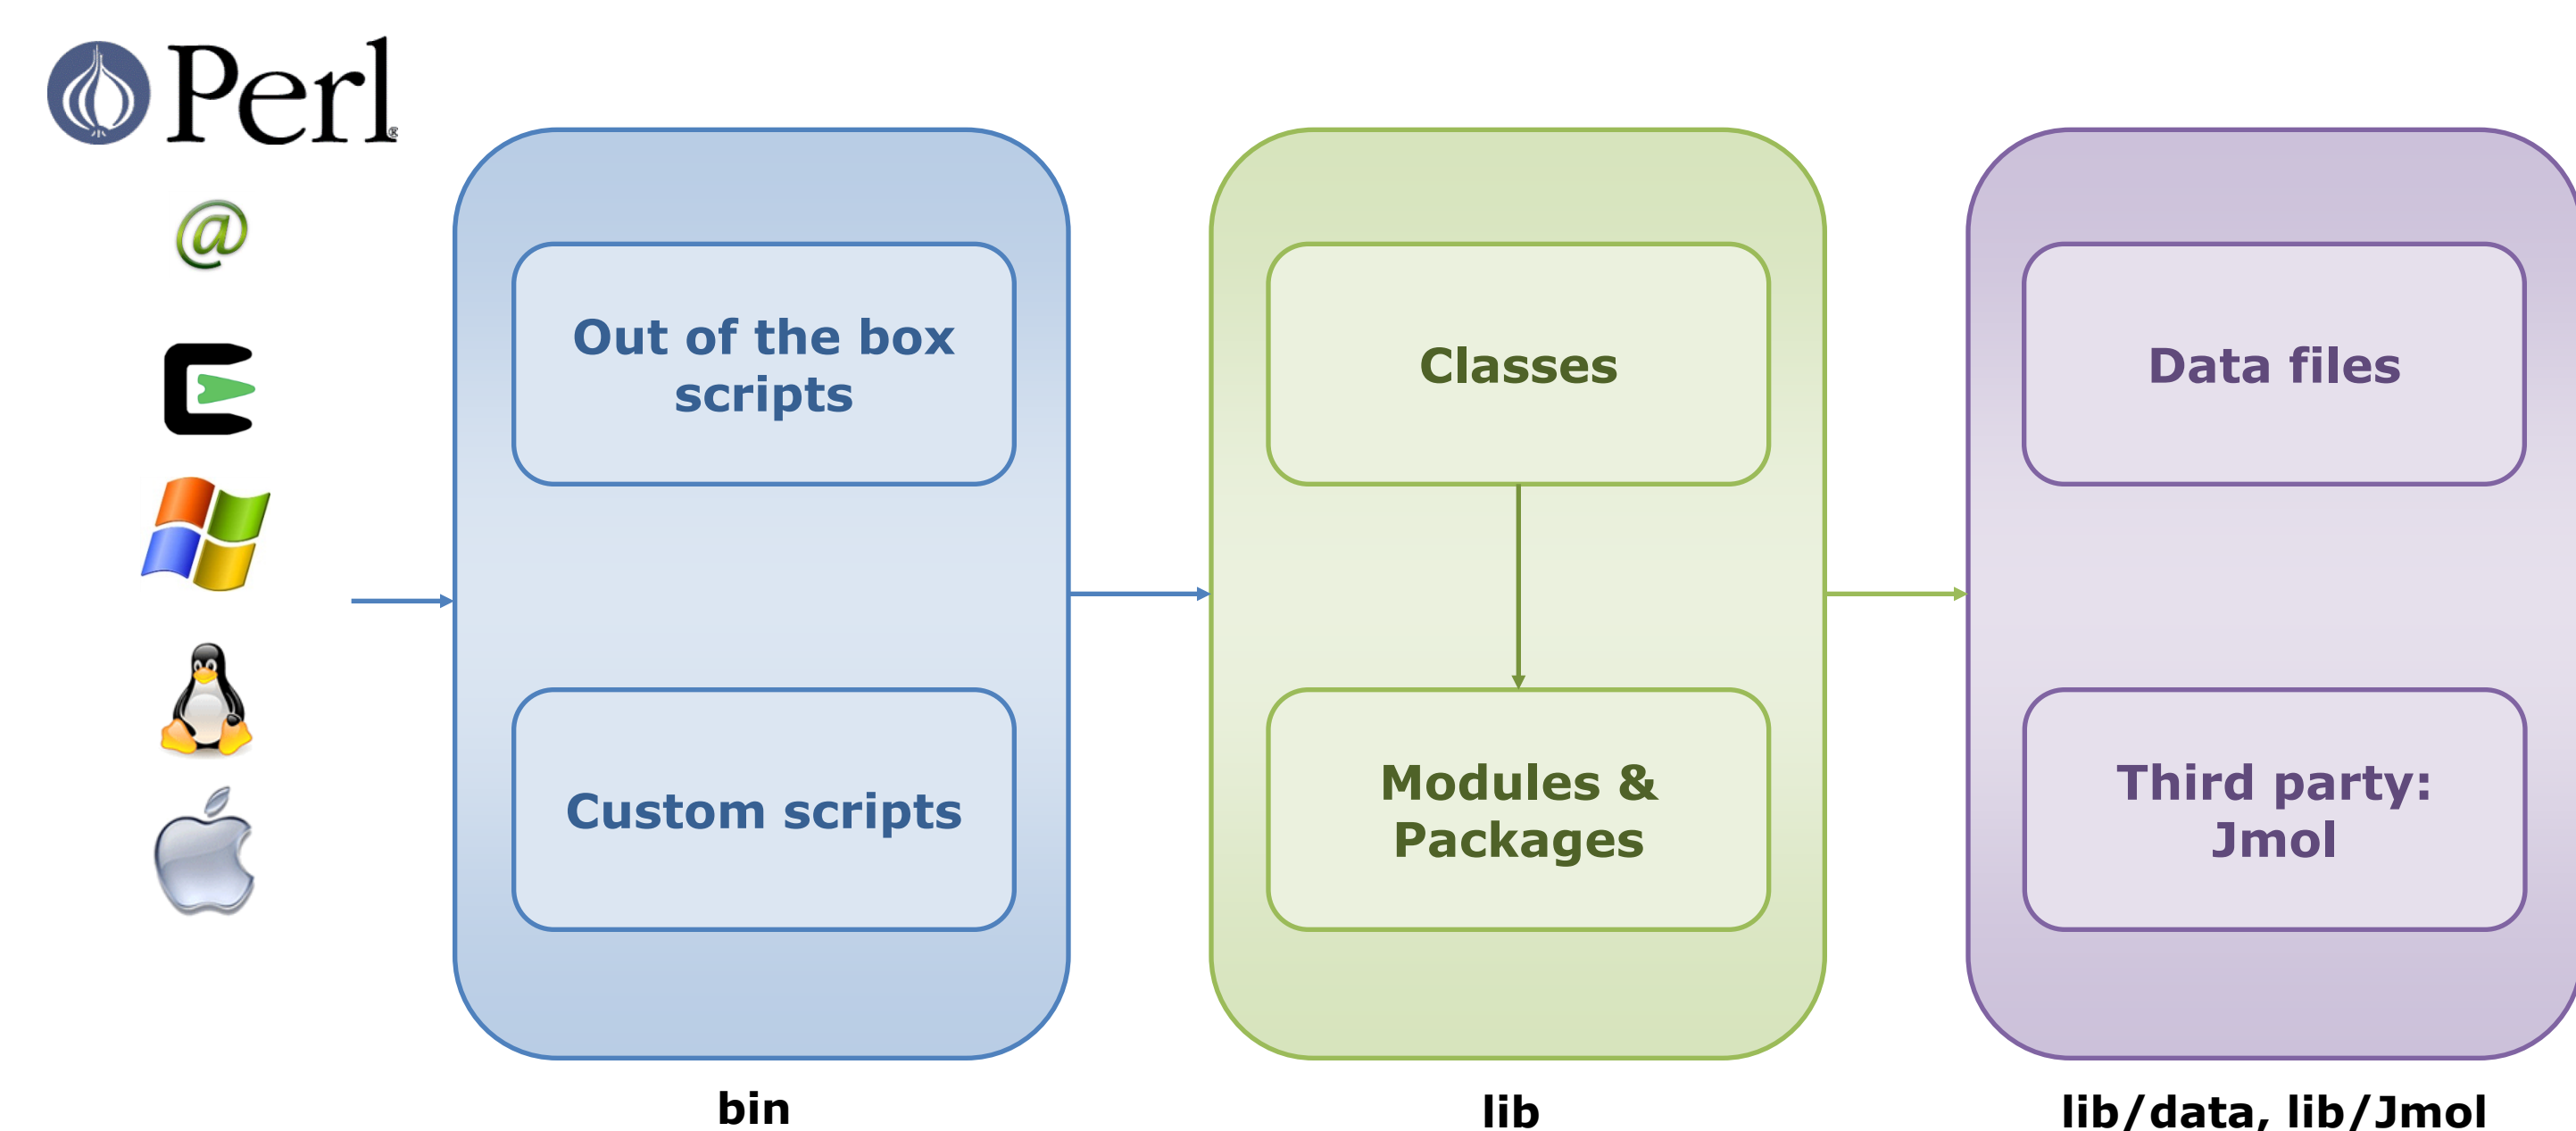 Perl®
@
Out of the box
scripts
Custom scripts
bin
Classes
Modules &
Packages
lib
Data files
Third party:
Jmol
lib/data, lib/Jmol